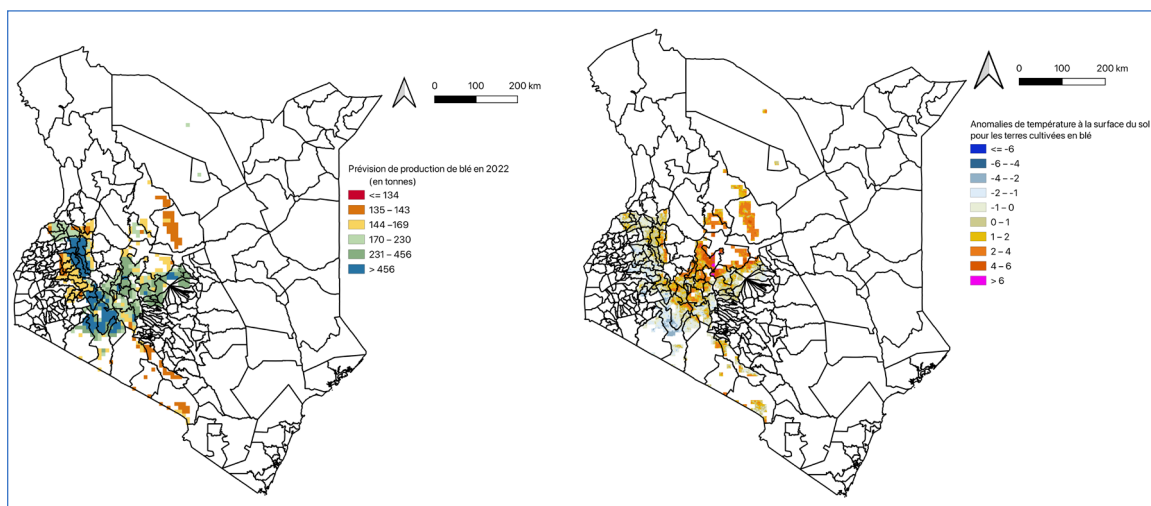 0 100 200 km
Prévision de production de blé en 2022
(en tonnes)
<= 134
135 – 143
144 – 169
170 – 230
231 – 456
> 456
0 100 200 km
Anomalies de température à la surface du sol
pour les terres cultivées en blé
<= -6
-6 – -4
-4 – -2
-2 – -1
-1 – 0
0 – 1
1 – 2
2 – 4
4 – 6
> 6